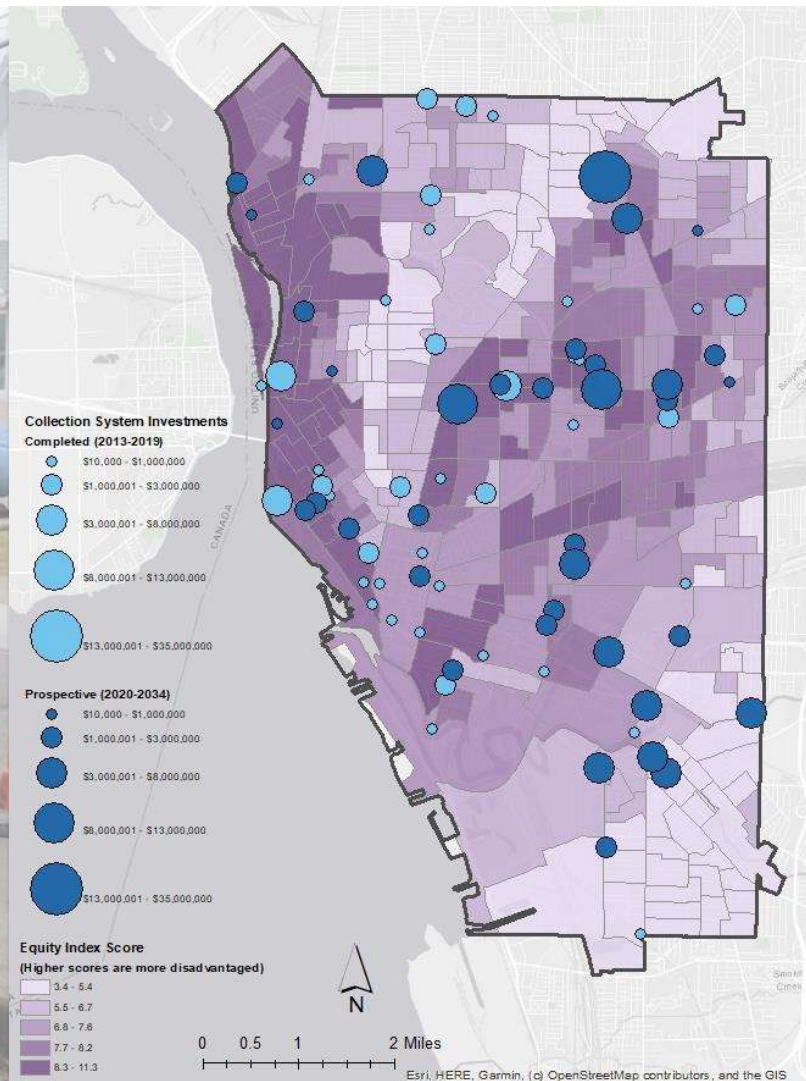 UNITED STATES
CANADA
Collection System Investments
Completed (2013-2019)
$10,000 - $1,000,000
$1,000,001 - $3,000,000
$3,000,001 - $8,000,000
$8,000,001 - $13,000,000
$13,000,001 - $35,000,000
Prospective (2020-2034)
$10,000 - $1,000,000
$1,000,001 - $3,000,000
$3,000,001 - $8,000,000
$8,000,001 - $13,000,000
$13,000,001 - $35,000,000
Equity Index Score
(Higher scores are more disadvantaged)
3.4 - 5.4
5.5 - 6.7
6.8 - 7.6
7.7 - 8.2
8.3 - 11.3
N
0 0.5 1 2 Miles
Creek
Esri, HERE, Garmin, (c) OpenStreetMap contributors, and the GIS